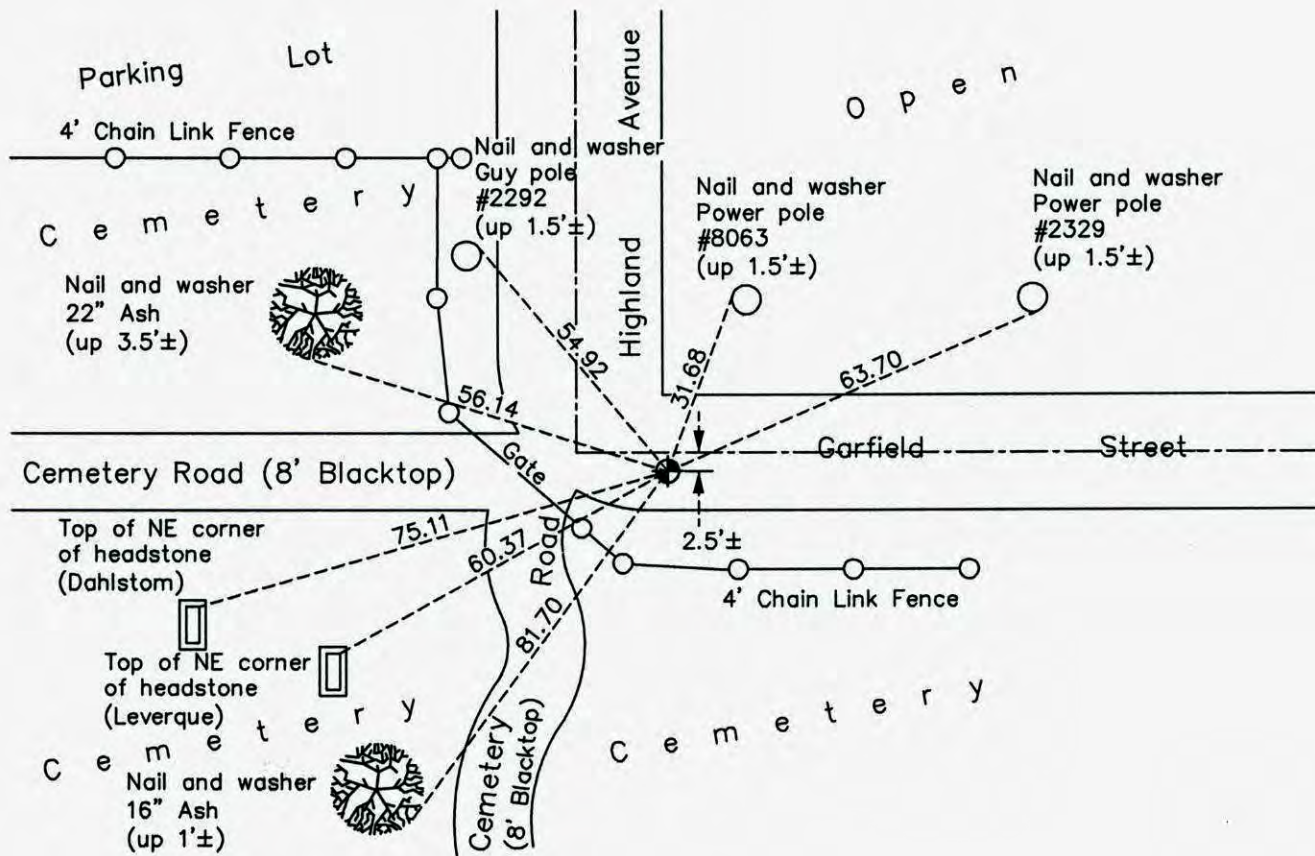 Parking Lot
4' Chain Link Fence
Cemetery
Nail and washer
Guy pole
#2292
(up 1.5'±)
Highland Avenue
Open
Nail and washer
Power pole
#8063
(up 1.5'±)
Nail and washer
Power pole
#2329
(up 1.5'±)
Nail and washer
22" Ash
(up 3.5'±)
54.92
31.68
63.70
56.14
Gate
Garfield Street
Cemetery Road (8' Blacktop)
2.5'±
75.11
60.37
81.70
Top of NE corner
of headstone
(Dahlstom)
4' Chain Link Fence
Top of NE corner
of headstone
(Leverque)
Cemetery
Nail and washer
16" Ash
(up 1'±)
Cemetery Road
(8' Blacktop)
Cemetery